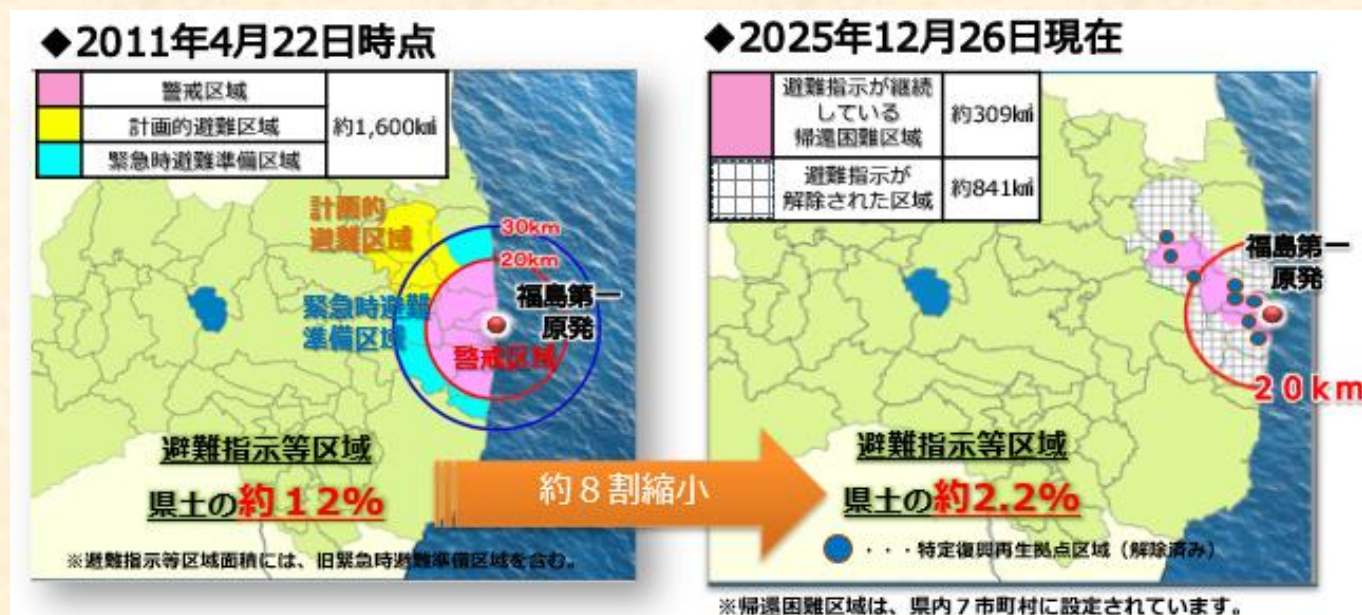 ◆2011年4月22日時点
警戒区域
計画的避難区域
緊急時避難準備区域
約1,600㎢
計画的
避難区域
30km
20km
緊急時避難
準備区域
福島第一
原発
警戒区域
避難指示等区域
県土の約12%
※避難指示等区域面積には、旧緊急時避難準備区域を含む。
約8割縮小
◆2025年12月26日現在
避難指示が継続
している
帰還困難区域
約309㎢
避難指示が
解除された区域
約841㎢
福島第一
原発
20km
避難指示等区域
県土の約2.2%
・・・特定復興再生拠点区域（解除済み）
※帰還困難区域は、県内７市町村に設定されています。